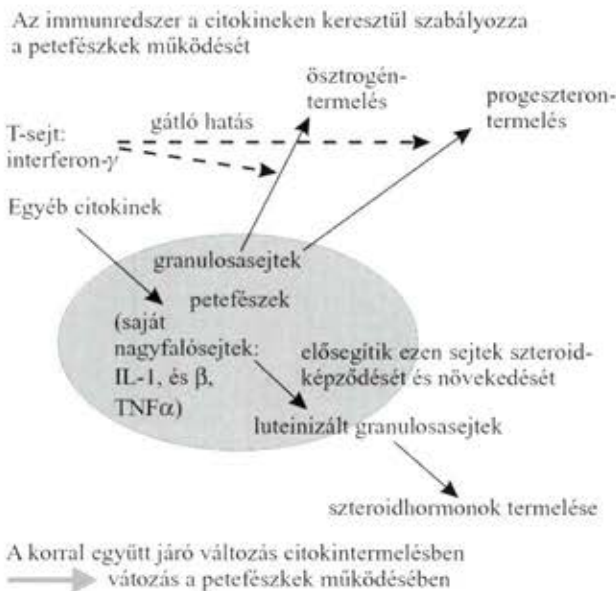 Az immunredszer a citokineken keresztül szabályozza
a petefészkek működését
ösztrogén-
termelés
progeszteron-
termelés
gátló hatás
T-sejt:
interferon-γ
Egyéb citokinek
granulosasejtek
petefészek
(saját
nagyfalósejtek:
IL-1, és β,
TNFα)
elősegítik ezen sejtek szteroid-
képződését és növekedését
luteinizált granulosasejtek
szteroidhormonok termelése
A korral együtt járó változás citokintermelésben
vátozás a petefészkek működésében